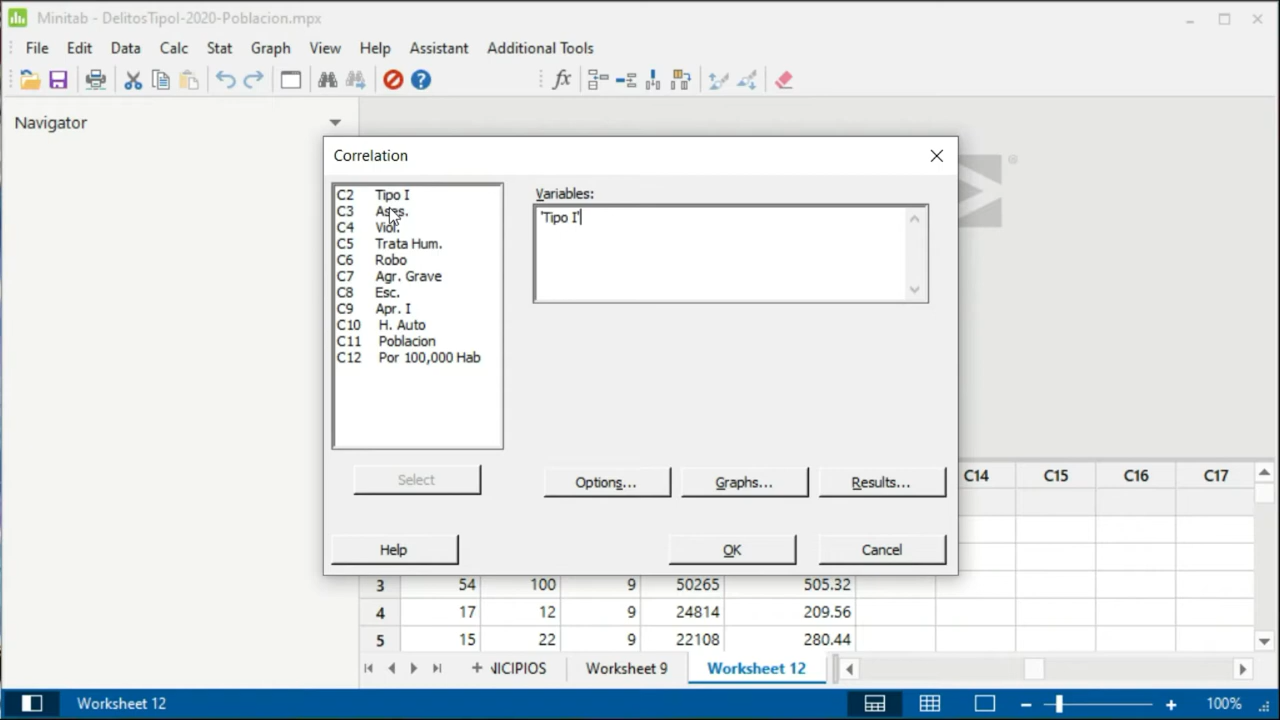 Minitab - DelitosTipol-2020-Poblacion.mpx
File Edit Data Calc Stat Graph View Help Assistant Additional Tools
fx
Navigator
Correlation
C2 Tipo I
C3 Ases.
C4 Viol.
C5 Trata Hum.
C6 Robo
C7 Agr. Grave
C8 Esc.
C9 Apr. I
C10 H. Auto
C11 Poblacion
C12 Por 100,000 Hab
Variables:
'Tipo I'
Select
Options...
Graphs...
Results...
Help
OK
Cancel
C14 C15 C16 C17
3 54 100 9 50265 505.32
4 17 12 9 24814 209.56
5 15 22 9 22108 280.44
NICIPIOS Worksheet 9 Worksheet 12
Worksheet 12
100%